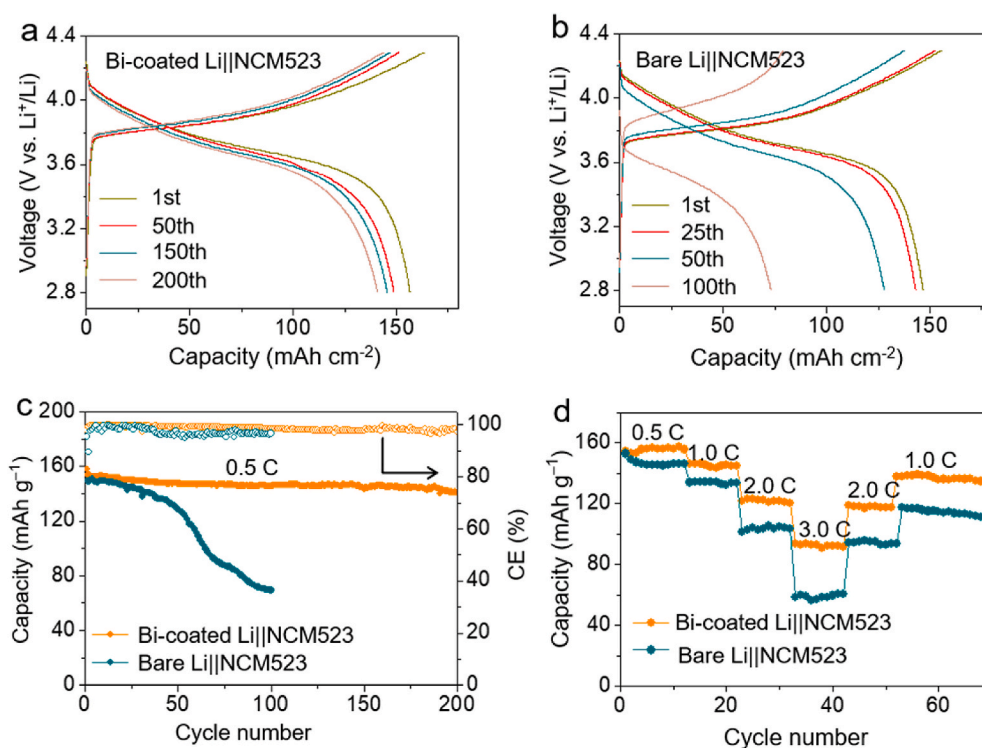 a
Bi-coated Li||NCM523
Voltage (V vs. Li⁺/Li)
4.4
4.0
3.6
3.2
2.8
1st
50th
150th
200th
0 50 100 150
Capacity (mAh cm⁻²)
b
Bare Li||NCM523
Voltage (V vs. Li⁺/Li)
4.4
4.0
3.6
3.2
2.8
1st
25th
50th
100th
0 50 100 150
Capacity (mAh cm⁻²)
c
Capacity (mAh g⁻¹)
200
160
120
80
40
0
0.5 C
100
80
60
40
20
0
CE (%)
Bi-coated Li||NCM523
Bare Li||NCM523
0 50 100 150 200
Cycle number
d
Capacity (mAh g⁻¹)
160
120
80
40
0
0.5 C
1.0 C
2.0 C
3.0 C
2.0 C
1.0 C
Bi-coated Li||NCM523
Bare Li||NCM523
0 20 40 60
Cycle number